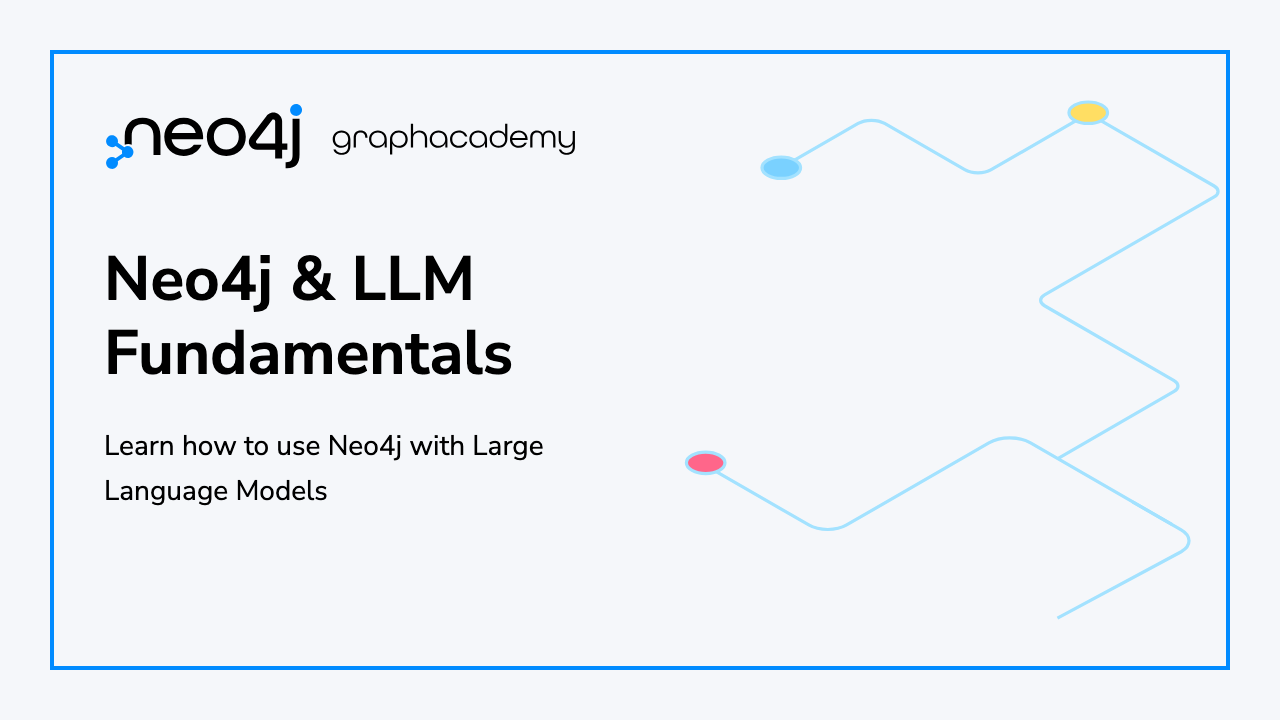 neo4j graphacademy
Neo4j & LLM
Fundamentals
Learn how to use Neo4j with Large
Language Models